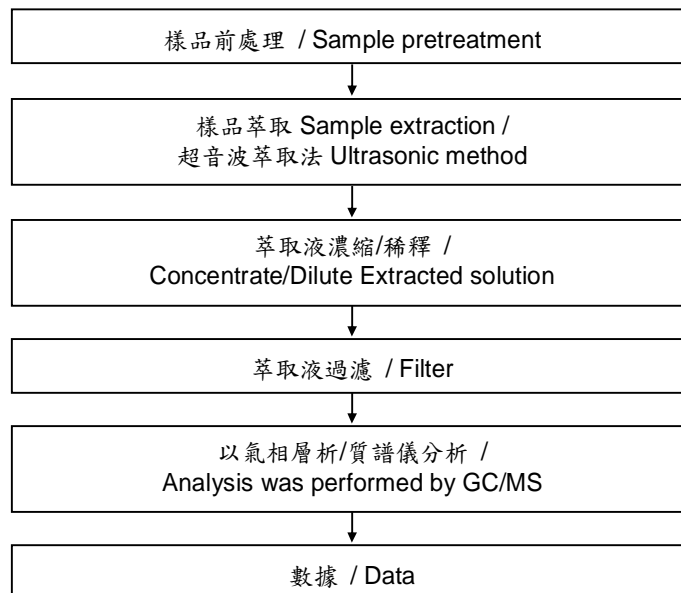 樣品前處理 / Sample pretreatment
樣品萃取 Sample extraction /
超音波萃取法 Ultrasonic method
萃取液濃縮/稀釋 /
Concentrate/Dilute Extracted solution
萃取液過濾 / Filter
以氣相層析/質譜儀分析 /
Analysis was performed by GC/MS
數據 / Data